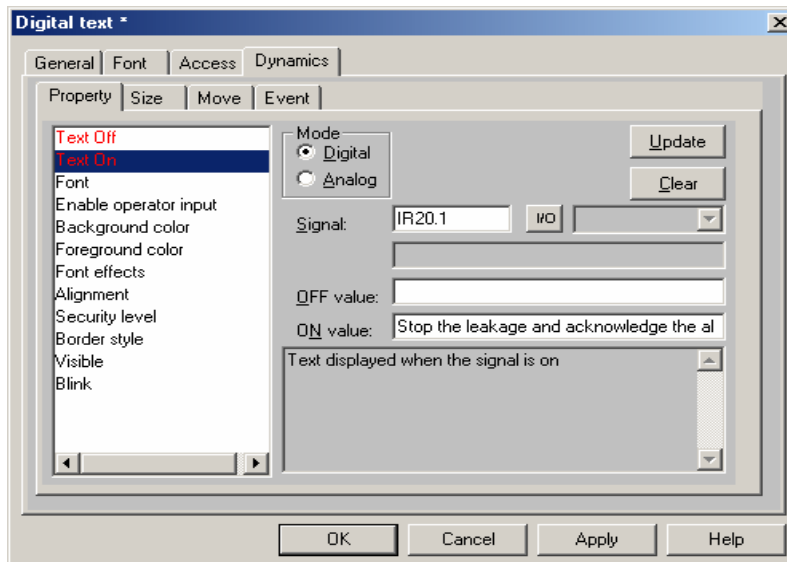 Digital text *
General Font Access Dynamics
Property Size Move Event
Text Off
Text On
Font
Enable operator input
Background color
Foreground color
Font effects
Alignment
Security level
Border style
Visible
Blink
Mode
Digital
Analog
Update
Clear
Signal: IR20.1 I/O
OFF value:
ON value: Stop the leakage and acknowledge the al
Text displayed when the signal is on
OK Cancel Apply Help